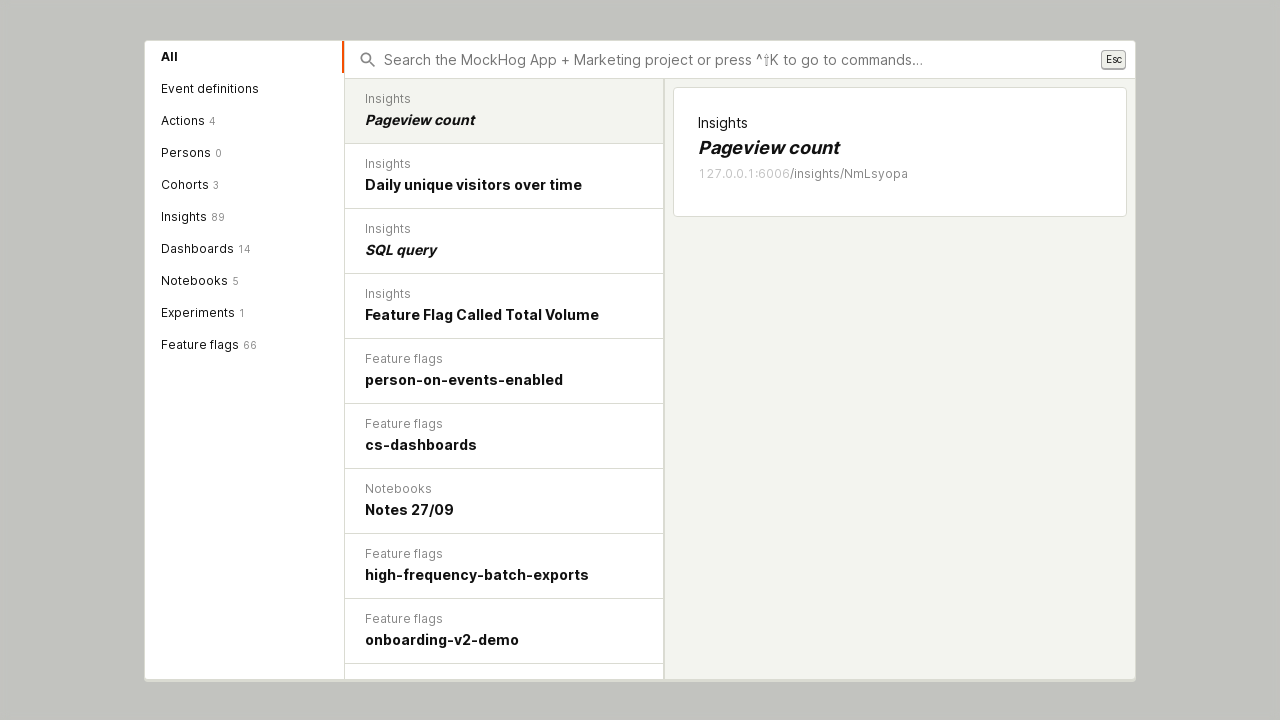 All
Event definitions
Actions 4
Persons 0
Cohorts 3
Insights 89
Dashboards 14
Notebooks 5
Experiments 1
Feature flags 66
Search the MockHog App + Marketing project or press ^⇧K to go to commands...
Esc
Insights
Pageview count
Insights
Daily unique visitors over time
Insights
SQL query
Insights
Feature Flag Called Total Volume
Feature flags
person-on-events-enabled
Feature flags
cs-dashboards
Notebooks
Notes 27/09
Feature flags
high-frequency-batch-exports
Feature flags
onboarding-v2-demo
Insights
Pageview count
127.0.0.1:6006/insights/NmLsyopa